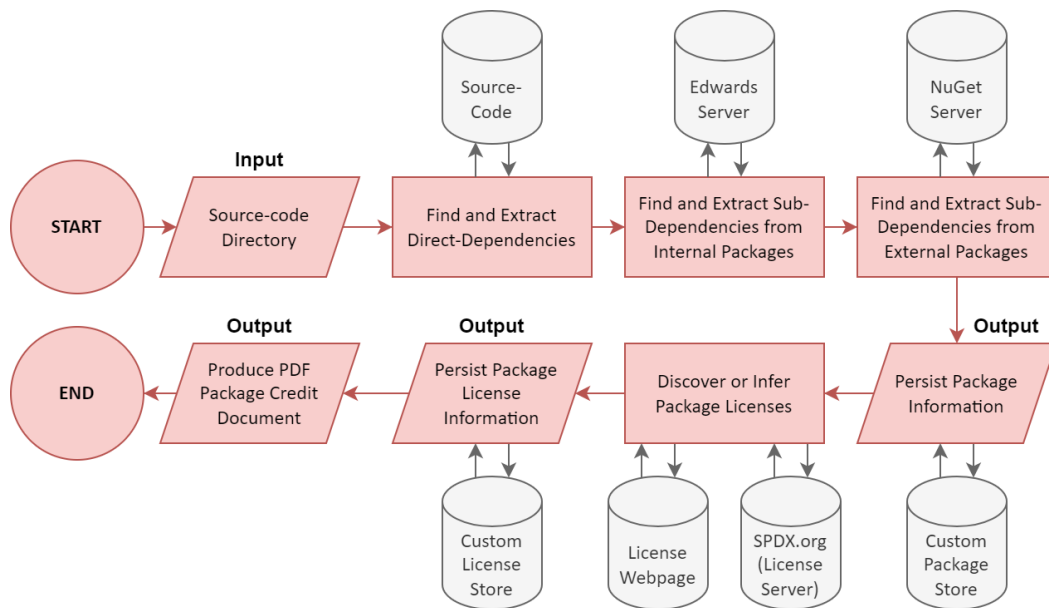 Source-
Code
Edwards
Server
NuGet
Server
Input
START
Source-code
Directory
Find and Extract
Direct-Dependencies
Find and Extract Sub-
Dependencies from
Internal Packages
Find and Extract Sub-
Dependencies from
External Packages
Output
Output
Output
END
Produce PDF
Package Credit
Document
Persist Package
License
Information
Discover or Infer
Package Licenses
Persist Package
Information
Custom
License
Store
License
Webpage
SPDX.org
(License
Server)
Custom
Package
Store